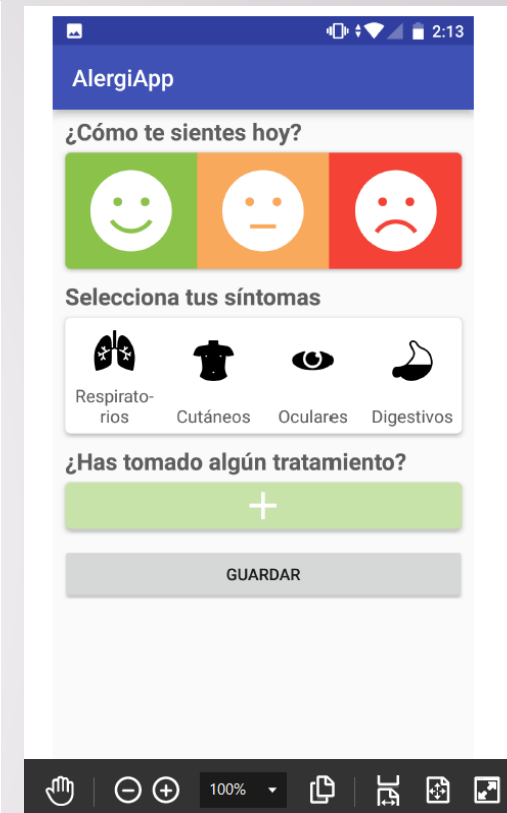 2:13
AlergiApp
¿Cómo te sientes hoy?
Selecciona tus síntomas
Respirato-
rios
Cutáneos
Oculares
Digestivos
¿Has tomado algún tratamiento?
GUARDAR
100%